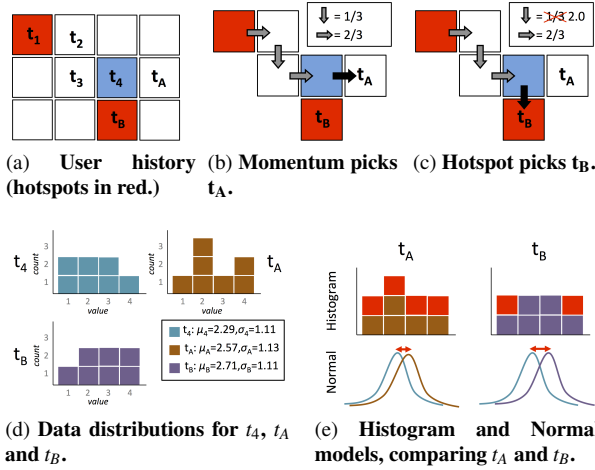 t1 t2
t3 t4 tA
tB
(a) User history
(hotspots in red.)
= 1/3
= 2/3
tA
tB
(b) Momentum picks
tA.
= 1/3 2.0
= 2/3
tA
tB
(c) Hotspot picks tB.
t4
count
3
2
1
1 2 3 4
value
tA
count
3
2
1
1 2 3 4
value
tB
count
3
2
1
1 2 3 4
value
t4: μ4=2.29,σ4=1.11
tA: μA=2.57,σA=1.13
tB: μB=2.71,σB=1.11
(d) Data distributions for t4, tA
and tB.
tA tB
Histogram
Normal
(e) Histogram and Normal
models, comparing tA and tB.